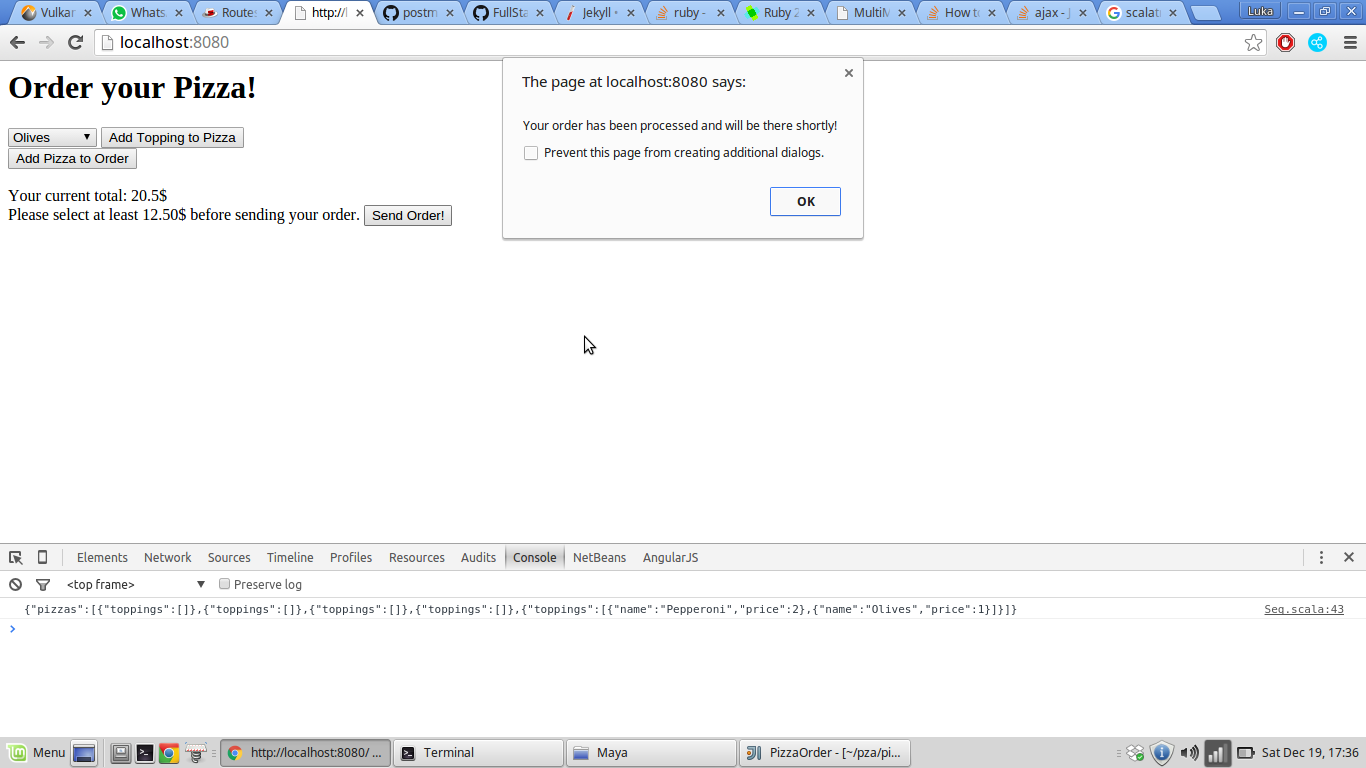 Vulkar
Whats
Routes
http://l
postm
FullSta
Jekyll •
ruby -
Ruby 2
MultiM
How to
ajax - J
scalat
Luka
localhost:8080
Order your Pizza!
Olives Add Topping to Pizza
Add Pizza to Order
Your current total: 20.5$
Please select at least 12.50$ before sending your order. Send Order!
The page at localhost:8080 says:
Your order has been processed and will be there shortly!
Prevent this page from creating additional dialogs.
OK
Elements Network Sources Timeline Profiles Resources Audits Console NetBeans AngularJS
<top frame> Preserve log
{"pizzas":[{"toppings":[]},{"toppings":[]},{"toppings":[]},{"toppings":[]},{"toppings":[{"name":"Pepperoni","price":2},{"name":"Olives","price":1}]}]} Seq.scala:43
>
Menu http://localhost:8080/ ... Terminal Maya PizzaOrder - [~/pza/pi... Sat Dec 19, 17:36